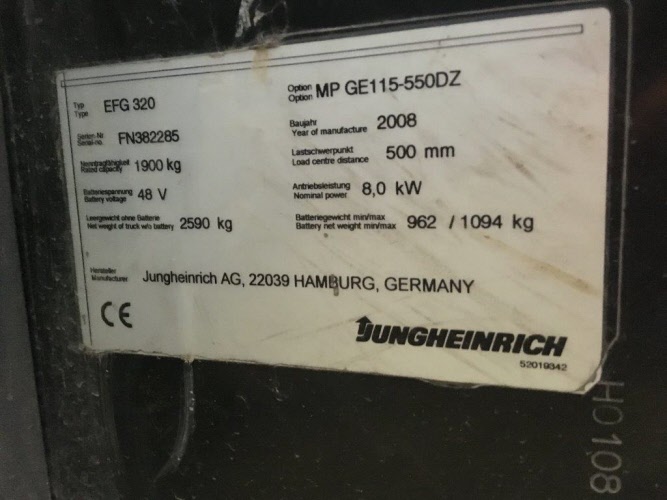 Typ
Type EFG 320
Option
Option MP GE115-550DZ
Serien-Nr.
Serial-no. FN382285
Baujahr
Year of manufacture 2008
Nenntragfähigkeit
Rated capacity 1900 kg
Lastschwerpunkt
Load centre distance 500 mm
Batteriespannung
Battery voltage 48 V
Antriebsleistung
Nominal power 8,0 kW
Leergewicht ohne Batterie
Net weight of truck w/o battery 2590 kg
Batteriegewicht min/max
Battery net weight min/max 962 / 1094 kg
Hersteller
Manufacturer Jungheinrich AG, 22039 HAMBURG, GERMANY
CE
JUNGHEINRICH
52019342
H0108